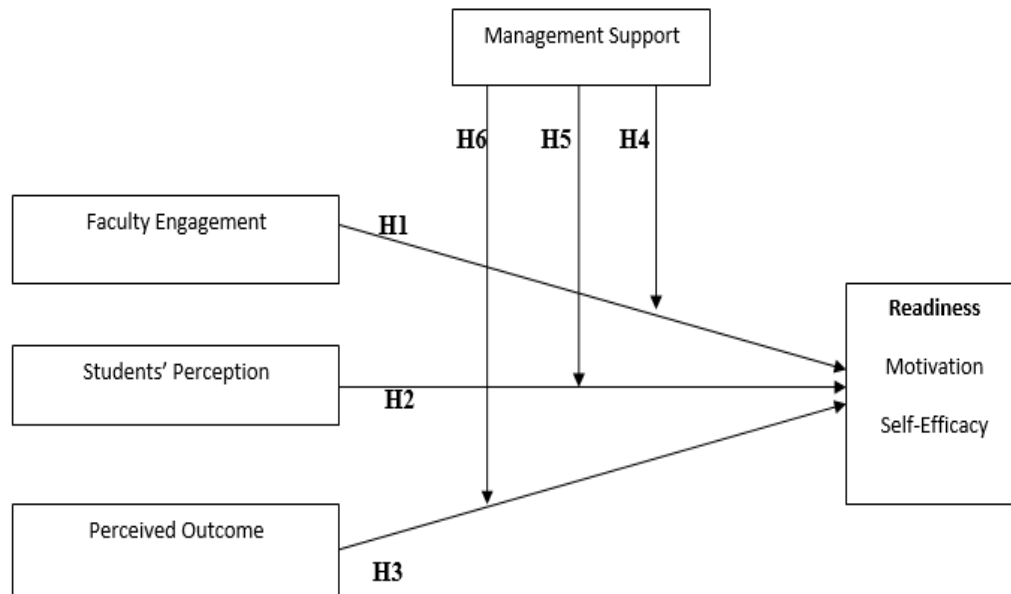 Management Support
H6
H5
H4
Faculty Engagement
H1
Readiness
Motivation
Self-Efficacy
Students’ Perception
H2
Perceived Outcome
H3